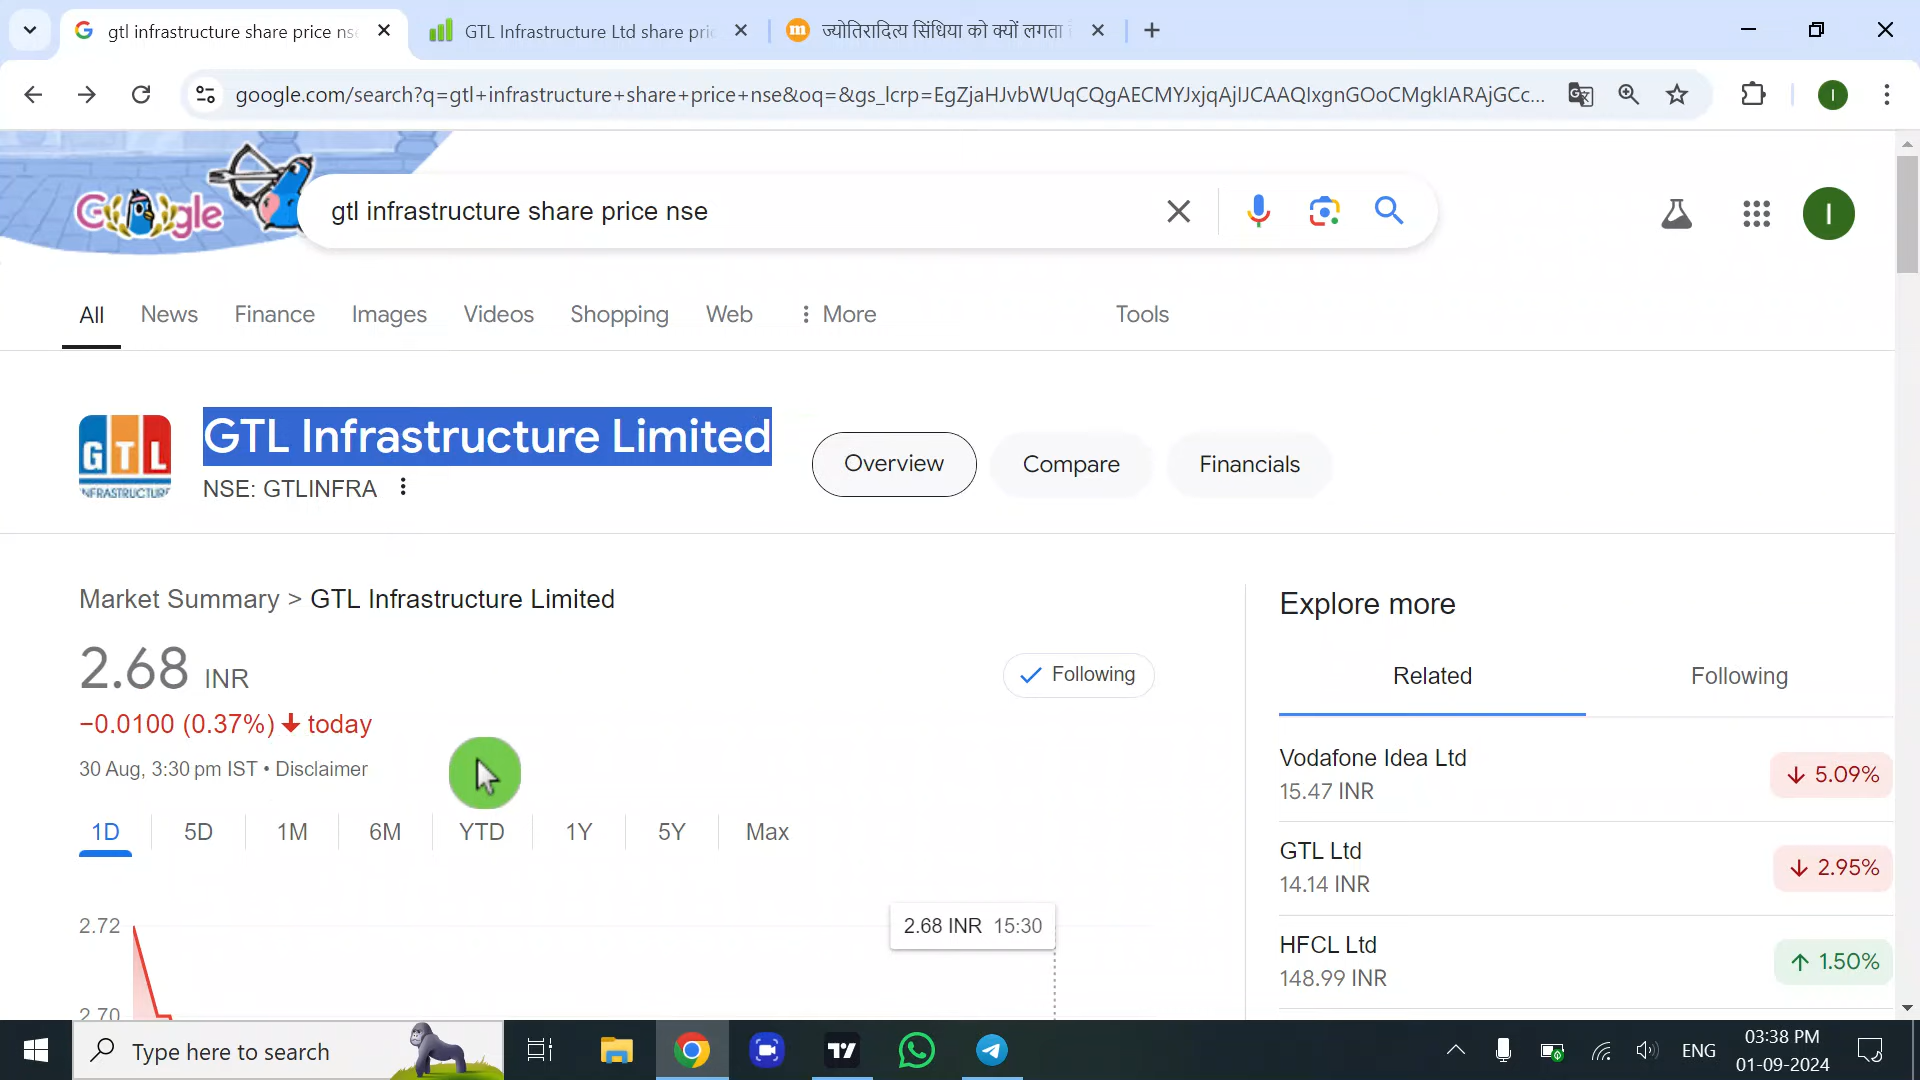 gtl infrastructure share price nse
GTL Infrastructure Ltd share pric
ज्योतिरादित्य सिंधिया को क्यों लगता
google.com/search?q=gtl+infrastructure+share+price+nse&oq=&gs_lcrp=EgZjaHJvbWUqCQgAECMYJxjqAjIJCAAQIxgnGOoCMgkIARAjGCc...
I
Google
gtl infrastructure share price nse
I
All
News
Finance
Images
Videos
Shopping
Web
More
Tools
GTL
INFRASTRUCTURE
GTL Infrastructure Limited
NSE: GTLINFRA
Overview
Compare
Financials
Market Summary > GTL Infrastructure Limited
2.68 INR
−0.0100 (0.37%) today
30 Aug, 3:30 pm IST • Disclaimer
Following
1D
5D
1M
6M
YTD
1Y
5Y
Max
2.72
2.68 INR 15:30
2.70
Explore more
Related
Following
Vodafone Idea Ltd
15.47 INR
5.09%
GTL Ltd
14.14 INR
2.95%
HFCL Ltd
148.99 INR
1.50%
Type here to search
ENG
03:38 PM
01-09-2024